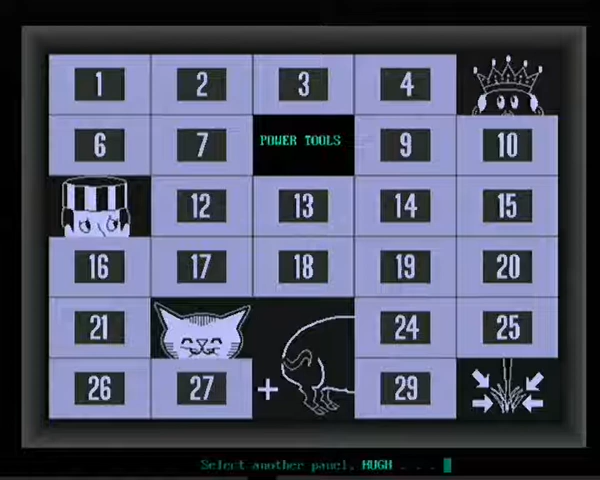 1 2 3 4
6 7 POWER TOOLS 9 10
12 13 14 15
16 17 18 19 20
21 24 25
26 27 + 29
Select another panel, HUGH . . .